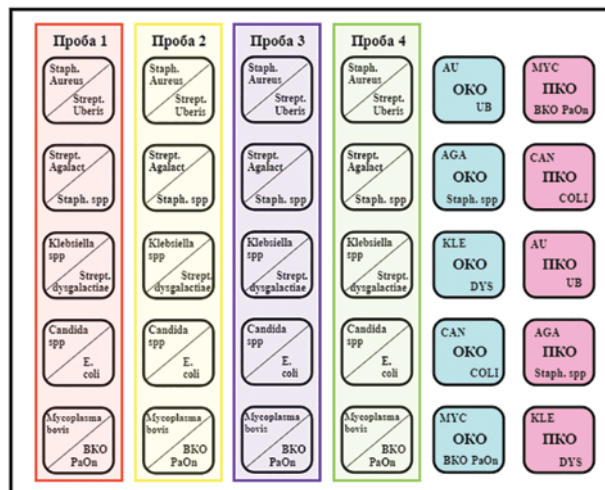 Проба 1 Проба 2 Проба 3 Проба 4
Staph. Staph. Staph. Staph. AU MYC
Aureus Aureus Aureus Aureus ОКО ПКО
Strept. Strept. Strept. Strept. UB ВКО PaOn
Uberis Uberis Uberis Uberis
Strept. Strept. Strept. Strept. AGA CAN
Agalact Agalact Agalact Agalact ОКО ПКО
Staph. spp Staph. spp Staph. spp Staph. spp Staph. spp COLI
Klebsiella Klebsiella Klebsiella Klebsiella KLE AU
spp spp spp spp ОКО ПКО
Strept. Strept. Strept. Strept. DYS UB
dysgalactiae dysgalactiae dysgalactiae dysgalactiae
Candida Candida Candida Candida CAN AGA
spp spp spp spp ОКО ПКО
E. E. E. E. COLI Staph. spp
coli coli coli coli
Mycoplasma Mycoplasma Mycoplasma Mycoplasma MYC KLE
bovis bovis bovis bovis ОКО ПКО
ВКО ВКО ВКО ВКО ВКО PaOn DYS
PaOn PaOn PaOn PaOn